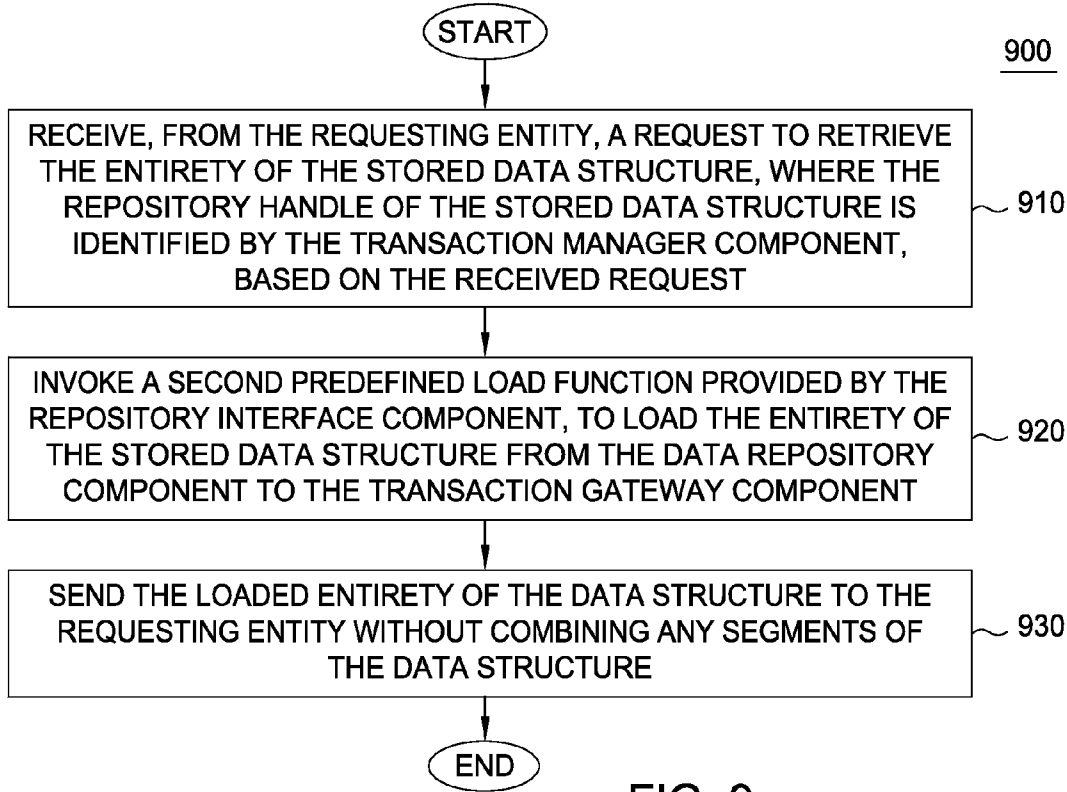 START
900
RECEIVE, FROM THE REQUESTING ENTITY, A REQUEST TO RETRIEVE
THE ENTIRETY OF THE STORED DATA STRUCTURE, WHERE THE
REPOSITORY HANDLE OF THE STORED DATA STRUCTURE IS
IDENTIFIED BY THE TRANSACTION MANAGER COMPONENT,
BASED ON THE RECEIVED REQUEST
910
INVOKE A SECOND PREDEFINED LOAD FUNCTION PROVIDED BY THE
REPOSITORY INTERFACE COMPONENT, TO LOAD THE ENTIRETY OF
THE STORED DATA STRUCTURE FROM THE DATA REPOSITORY
COMPONENT TO THE TRANSACTION GATEWAY COMPONENT
920
SEND THE LOADED ENTIRETY OF THE DATA STRUCTURE TO THE
REQUESTING ENTITY WITHOUT COMBINING ANY SEGMENTS OF
THE DATA STRUCTURE
930
END
FIG. 9